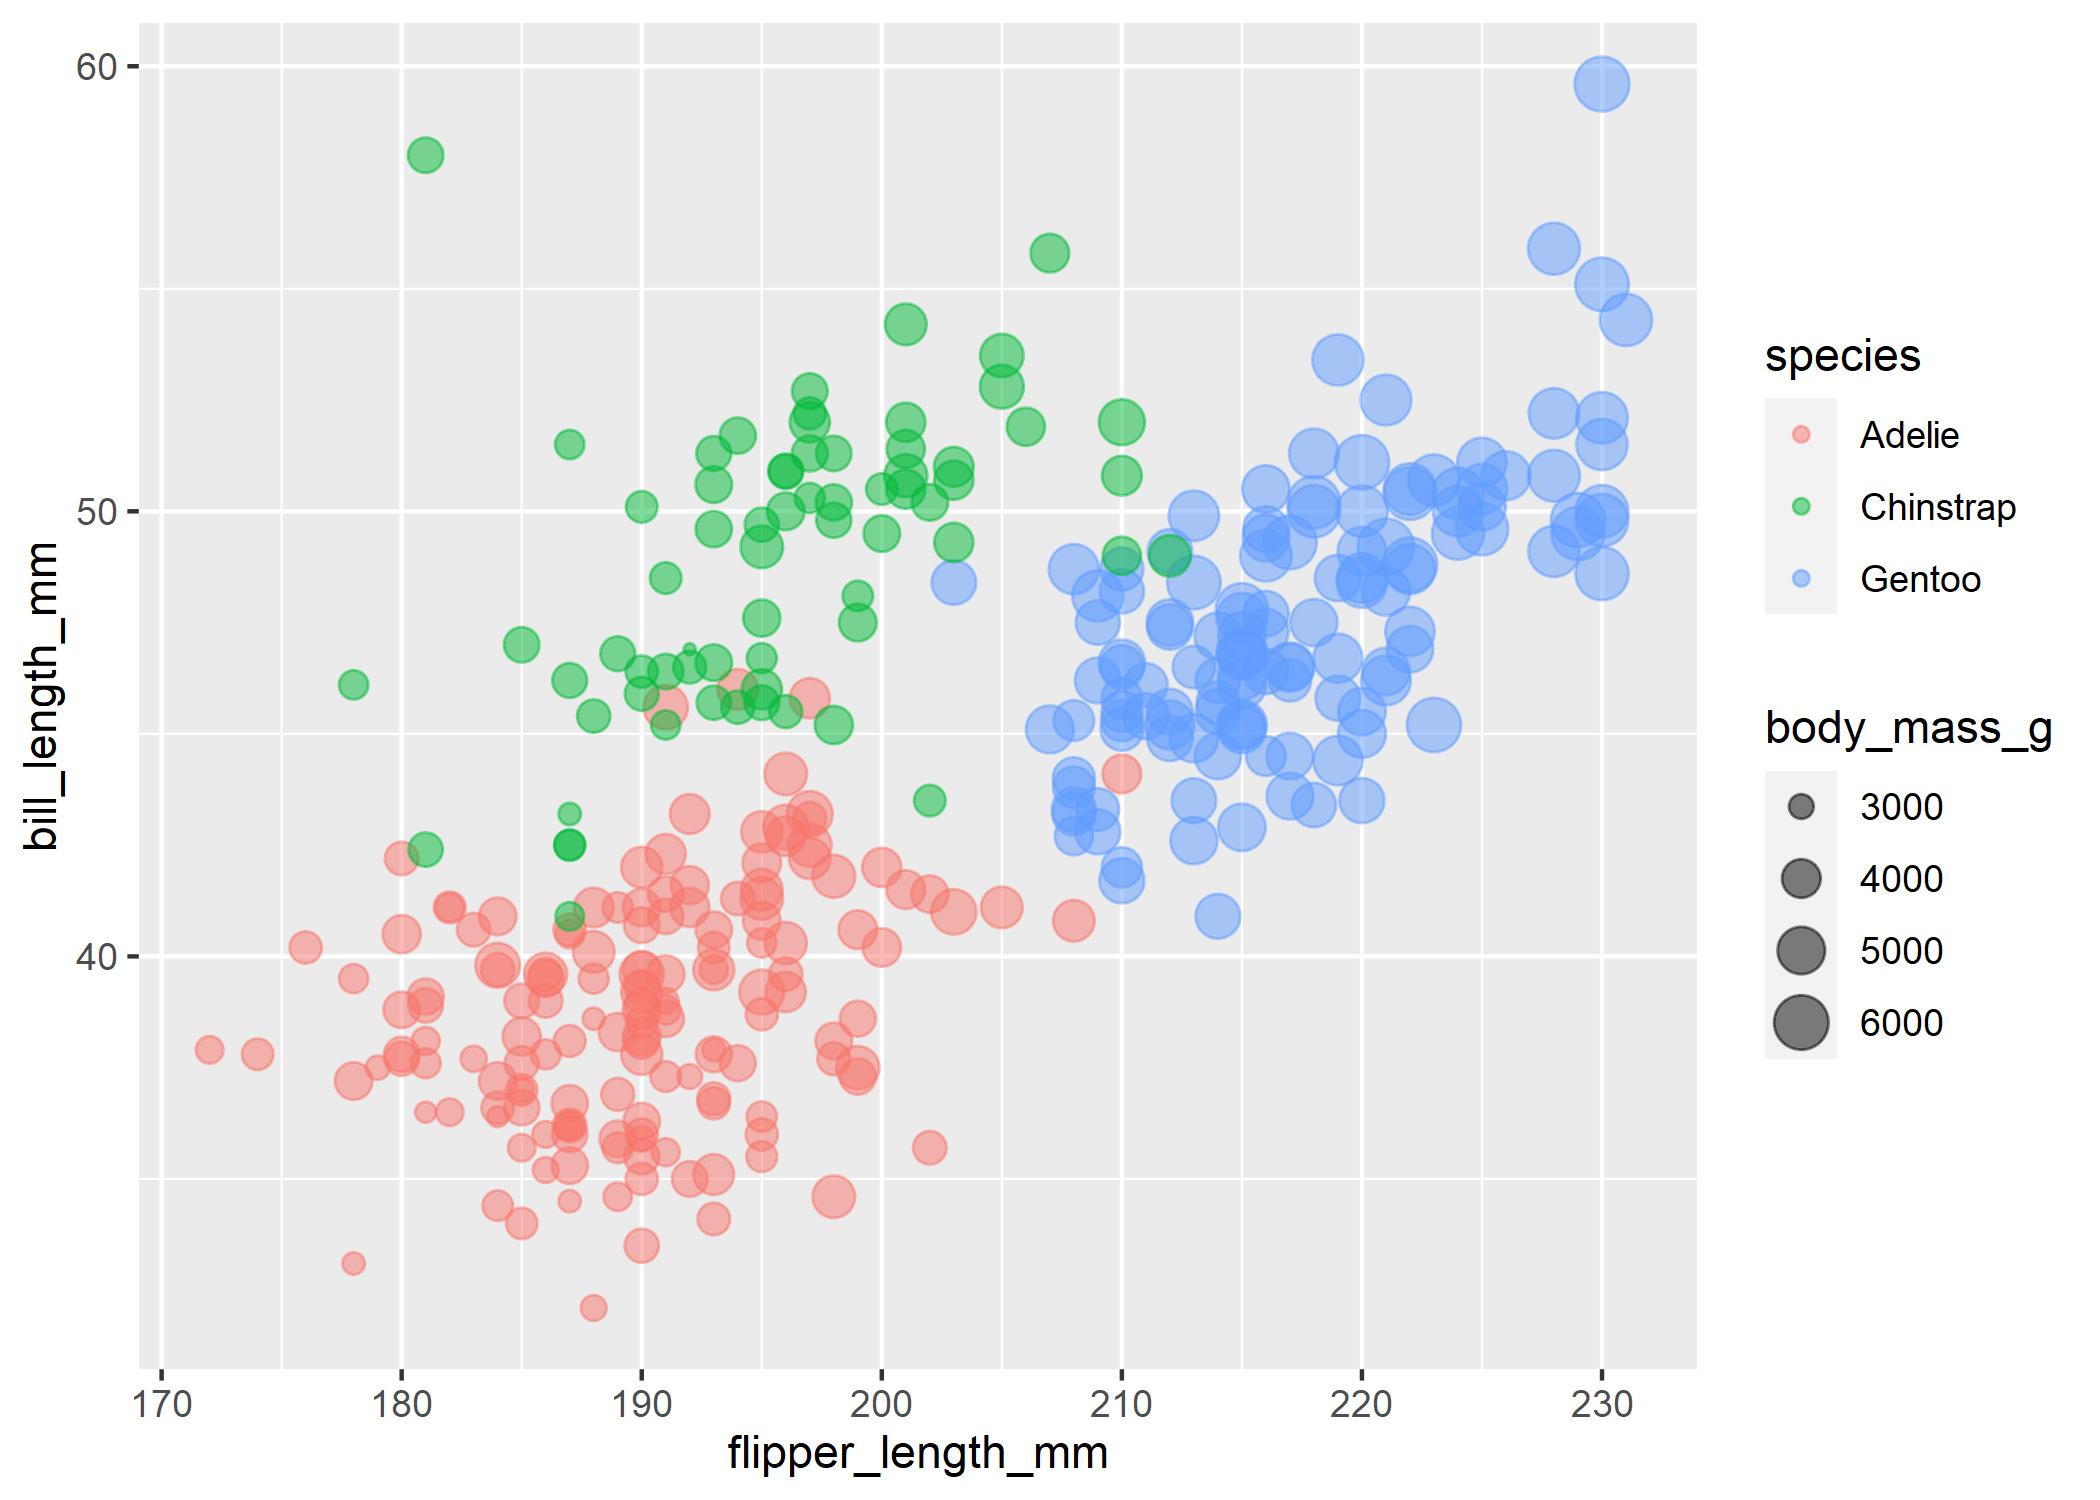 60
50
40
bill_length_mm
170 180 190 200 210 220 230
flipper_length_mm
species
Adelie
Chinstrap
Gentoo
body_mass_g
3000
4000
5000
6000